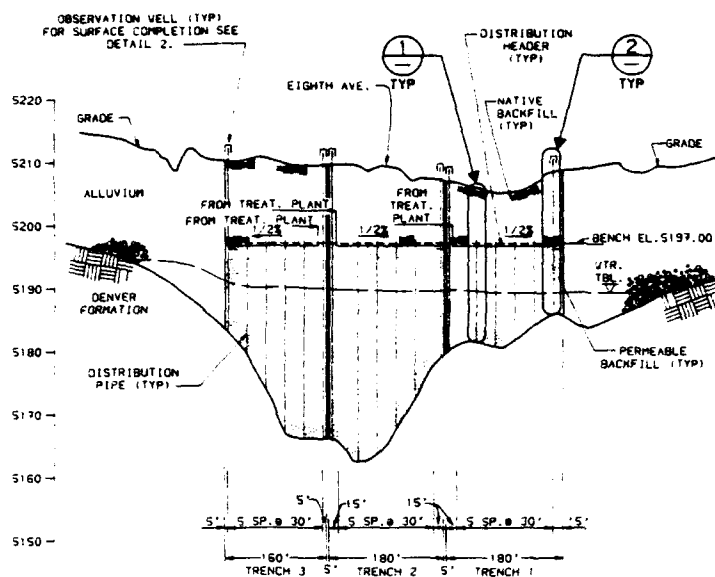 OBSERVATION WELL (TYP)
FOR SURFACE COMPLETION SEE
DETAIL 2.
1
TYP
DISTRIBUTION
HEADER
(TYP)
2
TYP
EIGHTH AVE.
NATIVE
BACKFILL
(TYP)
5220
GRADE
GRADE
5210
ALLUVIUM
FROM TREAT. PLANT
FROM TREAT. PLANT
FROM
TREAT.
PLANT
5200
1/2%
1/2%
1/2%
BENCH EL.5197.00
WTR.
TBL.
5190
DENVER
FORMATION
5180
DISTRIBUTION
PIPE (TYP)
PERMEABLE
BACKFILL (TYP)
5170
5160
5150
5' 5 SP.@ 30' 5' 15' 5 SP.@ 30' 15' 5' 5 SP.@ 30' 15'
160' 5' 180' 5' 180'
TRENCH 3 TRENCH 2 TRENCH 1